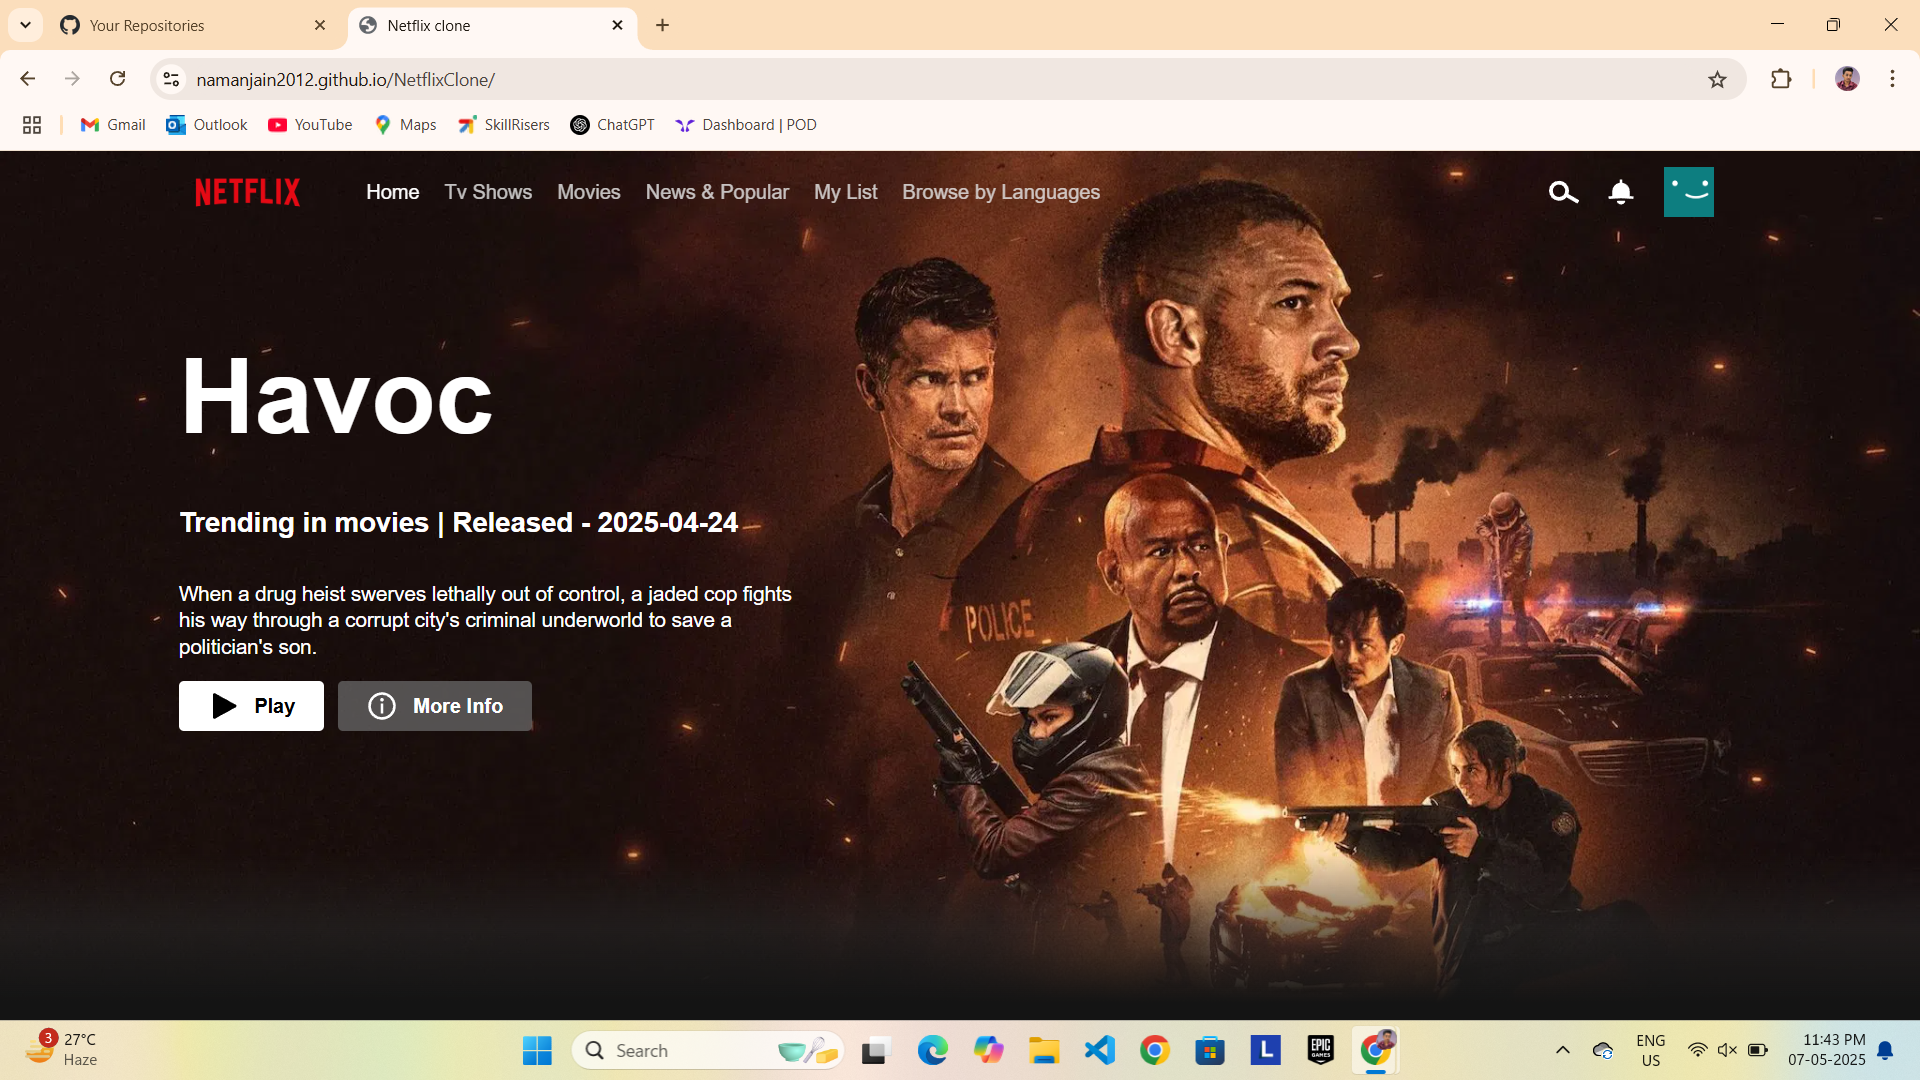 Your Repositories
Netflix clone
namanjain2012.github.io/NetflixClone/
Gmail
Outlook
YouTube
Maps
SkillRisers
ChatGPT
Dashboard | POD
NETFLIX
Home
Tv Shows
Movies
News & Popular
My List
Browse by Languages
Havoc
Trending in movies | Released - 2025-04-24
When a drug heist swerves lethally out of control, a jaded cop fights
his way through a corrupt city's criminal underworld to save a
politician's son.
Play
More Info
POLICE
3
27°C
Haze
Search
L
EPIC
GAMES
ENG
US
11:43 PM
07-05-2025